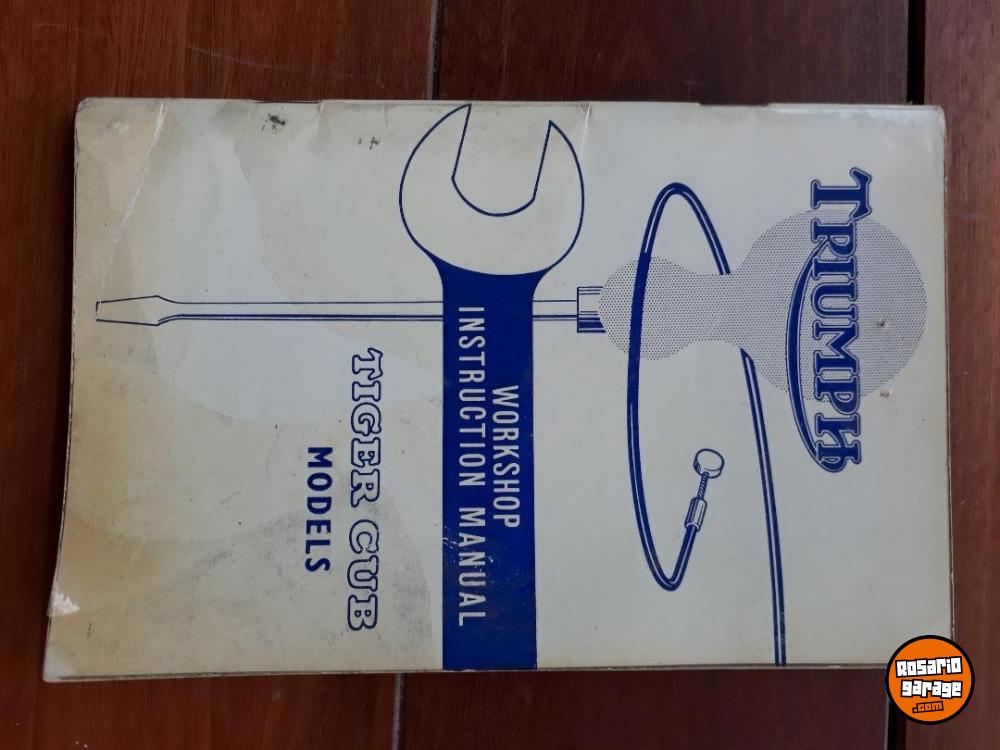 TRIUMPH
WORKSHOP
INSTRUCTION MANUAL
TIGER CUB
MODELS
Rosario
garage
.com